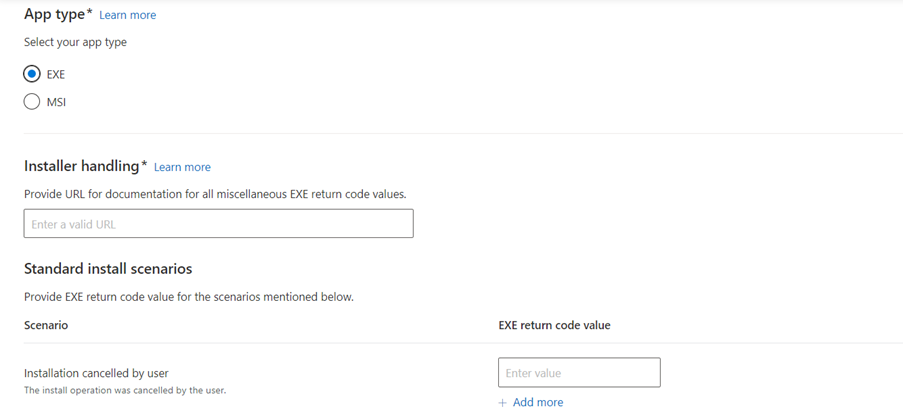 App type* Learn more
Select your app type
EXE
MSI
Installer handling* Learn more
Provide URL for documentation for all miscellaneous EXE return code values.
Enter a valid URL
Standard install scenarios
Provide EXE return code value for the scenarios mentioned below.
Scenario EXE return code value
Installation cancelled by user Enter value
The install operation was cancelled by the user.
+ Add more